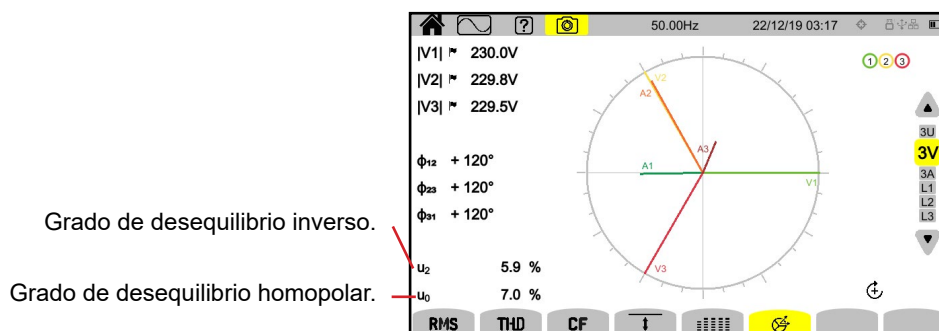 50.00Hz 22/12/19 03:17
|V1| 230.0V
|V2| 229.8V
|V3| 229.5V
ϕ12 + 120°
ϕ23 + 120°
ϕ31 + 120°
Grado de desequilibrio inverso.
u2 5.9 %
Grado de desequilibrio homopolar.
u0 7.0 %
V2
A2
A3
A1
V1
V3
1 2 3
3U
3V
3A
L1
L2
L3
RMS THD CF
?